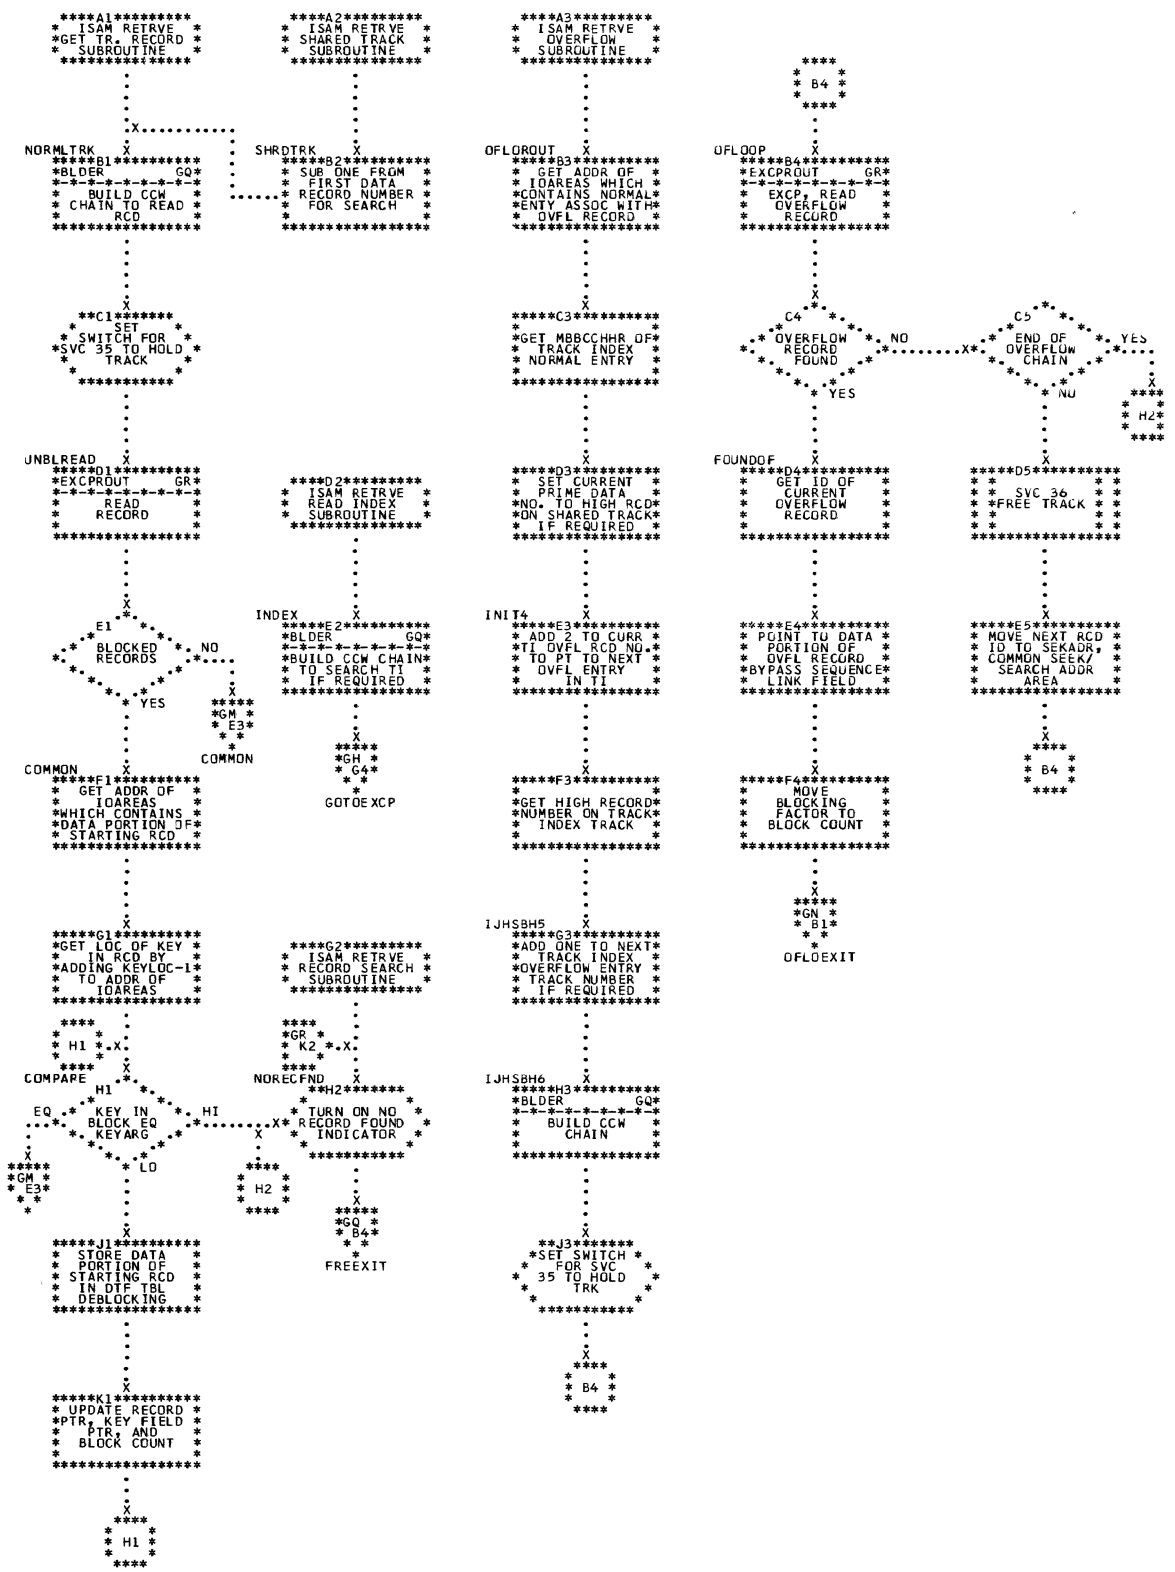 A1
ISAM RETRVE
GET TR. RECORD
SUBROUTINE
NORMLTRK
B1
BLDER GQ
BUILD CCW
CHAIN TO READ
RCD
C1
SET
SWITCH FOR
SVC 35 TO HOLD
TRACK
UNBLREAD
D1
EXCPROUT GR
READ
RECORD
E1
BLOCKED
RECORDS
NO
YES
GM
E3
COMMON
COMMON
F1
GET ADDR OF
IOAREAS
WHICH CONTAINS
DATA PORTION OF
STARTING RCD
G1
GET LOC OF KEY
IN RCD BY
ADDING KEYLOC-1
TO ADDR OF
IOAREAS
H1
COMPARE
H1
KEY IN
BLOCK EQ
KEYARG
EQ
HI
LO
GM
E3
H2
J1
STORE DATA
PORTION OF
STARTING RCD
IN DTF TBL
DEBLOCKING
K1
UPDATE RECORD
PTR, KEY FIELD
PTR, AND
BLOCK COUNT
H1
A2
ISAM RETRVE
SHARED TRACK
SUBROUTINE
SHRDTRK
B2
SUB ONE FROM
FIRST DATA
RECORD NUMBER
FOR SEARCH
D2
ISAM RETRVE
READ INDEX
SUBROUTINE
INDEX
E2
BLDER GQ
BUILD CCW CHAIN
TO SEARCH TI
IF REQUIRED
GH
G4
GOTOEXCP
G2
ISAM RETRVE
RECORD SEARCH
SUBROUTINE
GR
K2
NORECFND
H2
TURN ON NO
RECORD FOUND
INDICATOR
GQ
B4
FREEXIT
A3
ISAM RETRVE
OVERFLOW
SUBROUTINE
OFLOROUT
B3
GET ADDR OF
IOAREAS WHICH
CONTAINS NORMAL
ENTY ASSOC WITH
OVFL RECORD
C3
GET MBBCCHHR OF
TRACK INDEX
NORMAL ENTRY
D3
SET CURRENT
PRIME DATA
NO. TO HIGH RCD
ON SHARED TRACK
IF REQUIRED
INIT4
E3
ADD 2 TO CURR
TI OVFL RCD NO.
TO PT TO NEXT
OVFL ENTRY
IN TI
F3
GET HIGH RECORD
NUMBER ON TRACK
INDEX TRACK
IJHSBH5
G3
ADD ONE TO NEXT
TRACK INDEX
OVERFLOW ENTRY
TRACK NUMBER
IF REQUIRED
IJHSBH6
H3
BLDER GQ
BUILD CCW
CHAIN
J3
SET SWITCH
FOR SVC
35 TO HOLD
TRK
B4
B4
OFLOOP
B4
EXCPROUT GR
EXCP, READ
OVERFLOW
RECORD
C4
OVERFLOW
RECORD
FOUND
NO
YES
FOUNDOF
D4
GET ID OF
CURRENT
OVERFLOW
RECORD
E4
POINT TO DATA
PORTION OF
OVFL RECORD
BYPASS SEQUENCE
LINK FIELD
F4
MOVE
BLOCKING
FACTOR TO
BLOCK COUNT
GN
B1
OFLOEXIT
C5
END OF
OVERFLOW
CHAIN
YES
NO
H2
D5
SVC 36
FREE TRACK
E5
MOVE NEXT RCD
ID TO SEKADR,
COMMON SEEK/
SEARCH ADDR
AREA
B4